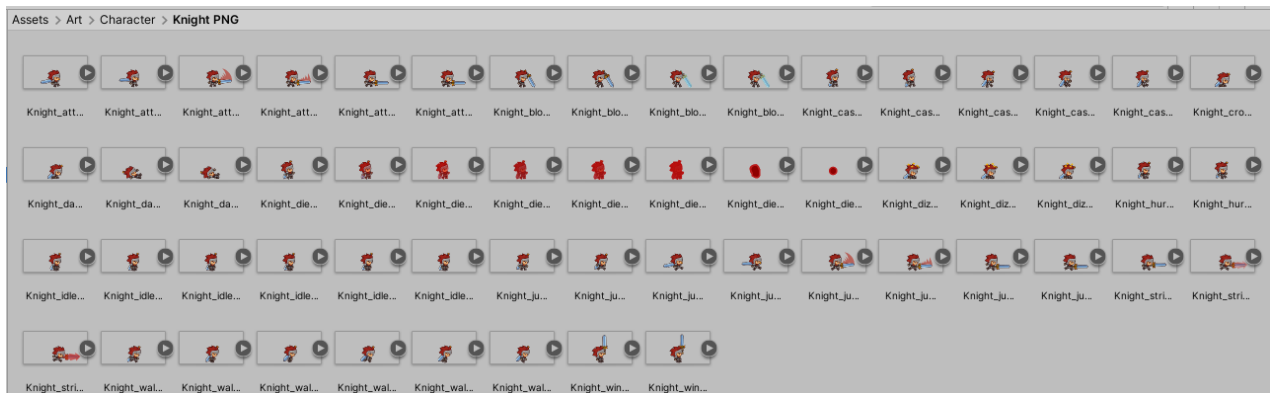 Assets > Art > Character > Knight PNG
Knight_att... Knight_att... Knight_att... Knight_att... Knight_att... Knight_att... Knight_blo... Knight_blo... Knight_blo... Knight_blo... Knight_cas... Knight_cas... Knight_cas... Knight_cas... Knight_cas... Knight_cro...
Knight_da... Knight_da... Knight_da... Knight_die... Knight_die... Knight_die... Knight_die... Knight_die... Knight_die... Knight_die... Knight_die... Knight_diz... Knight_diz... Knight_diz... Knight_hur... Knight_hur...
Knight_idle... Knight_idle... Knight_idle... Knight_idle... Knight_idle... Knight_idle... Knight_ju... Knight_ju... Knight_ju... Knight_ju... Knight_ju... Knight_ju... Knight_ju... Knight_ju... Knight_stri... Knight_stri...
Knight_stri... Knight_wal... Knight_wal... Knight_wal... Knight_wal... Knight_wal... Knight_wal... Knight_win... Knight_win...